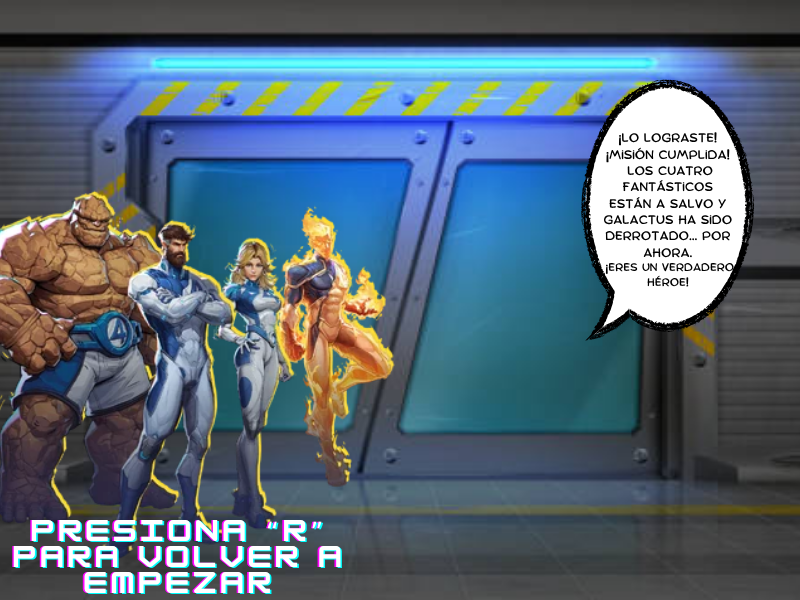 ¡LO LOGRASTE!
¡MISIÓN CUMPLIDA!
LOS CUATRO
FANTÁSTICOS
ESTÁN A SALVO Y
GALACTUS HA SIDO
DERROTADO... POR
AHORA.
¡ERES UN VERDADERO
HÉROE!
4
PRESIONA “R”
PARA VOLVER A
EMPEZAR